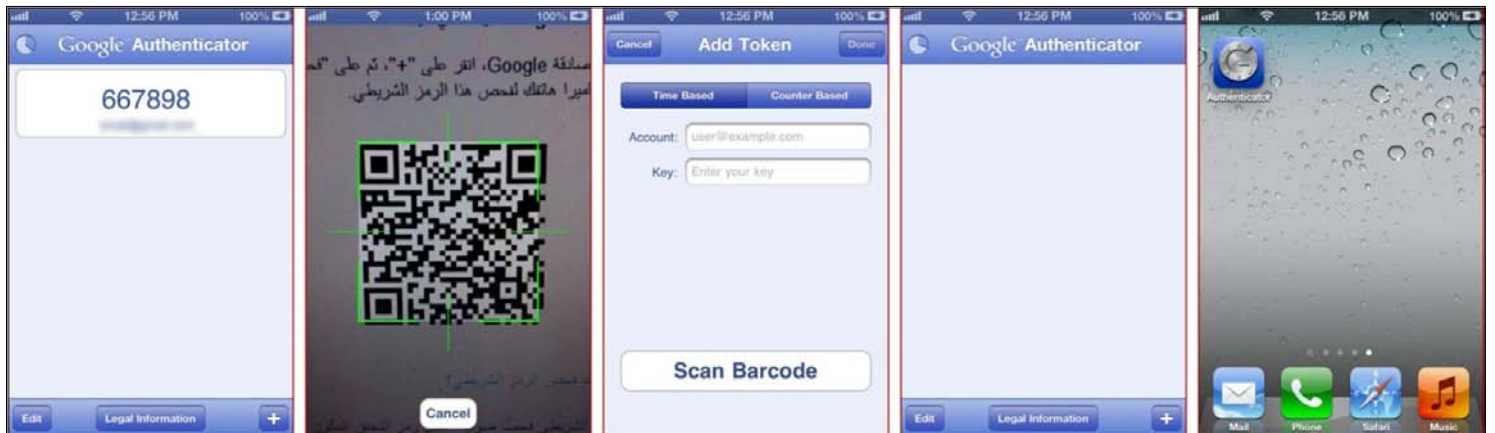 12:56 PM 100%
Google Authenticator
667898
Edit Legal Information +
1:00 PM 100%
Google، انقر على "+"، ثم على
هاتفك لفحص هذا الرمز الشريطي.
Cancel
12:56 PM 100%
Cancel Add Token Done
Time Based Counter Based
Account: user@example.com
Key: Enter your key
Scan Barcode
12:56 PM 100%
Google Authenticator
Edit Legal Information +
12:56 PM 100%
Authenticator
Mail Phone Safari Music